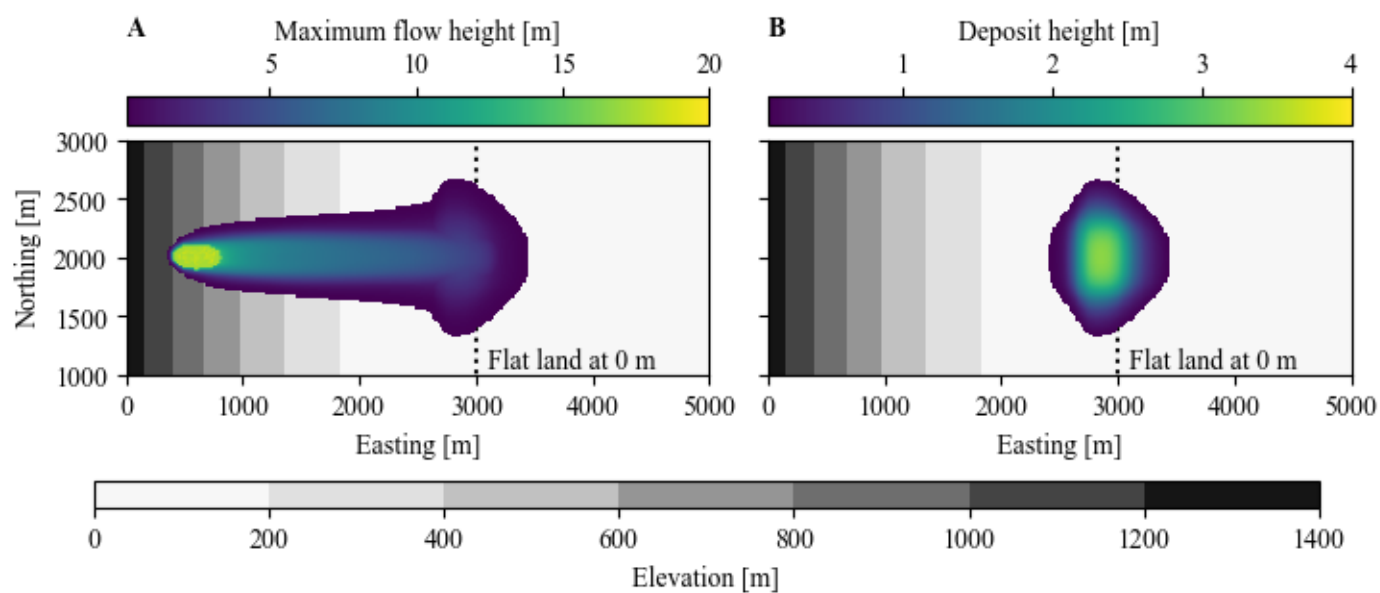 A Maximum flow height [m]
5 10 15 20
B Deposit height [m]
1 2 3 4
Northing [m]
3000
2500
2000
1500
1000
Flat land at 0 m
0 1000 2000 3000 4000 5000
Easting [m]
Flat land at 0 m
0 1000 2000 3000 4000 5000
Easting [m]
0 200 400 600 800 1000 1200 1400
Elevation [m]